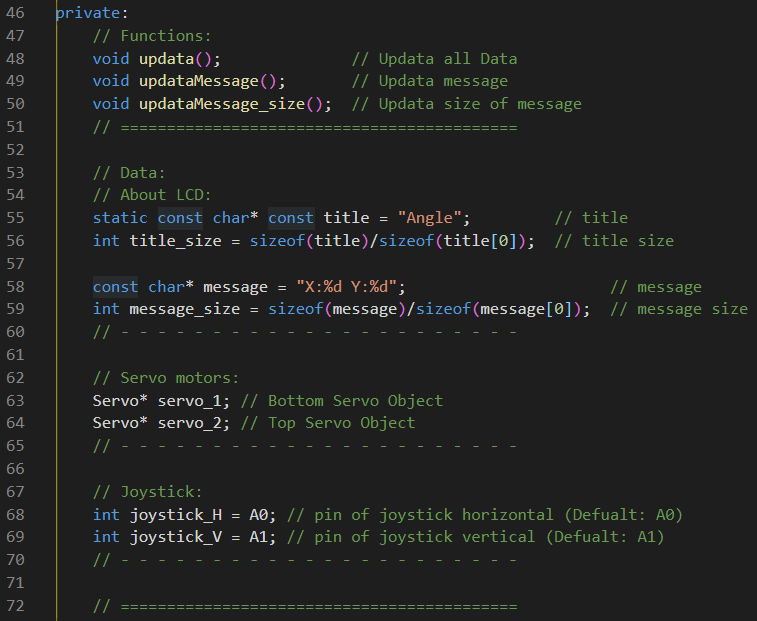 46 private:
47     // Functions:
48     void updata();              // Updata all Data
49     void updataMessage();       // Updata message
50     void updataMessage_size();  // Updata size of message
51     // ===========================================
52
53     // Data:
54     // About LCD:
55     static const char* const title = "Angle";         // title
56     int title_size = sizeof(title)/sizeof(title[0]);  // title size
57
58     const char* message = "X:%d Y:%d";                      // message
59     int message_size = sizeof(message)/sizeof(message[0]);  // message size
60     // - - - - - - - - - - - - - - - - - - - - - -
61
62     // Servo motors:
63     Servo* servo_1; // Bottom Servo Object
64     Servo* servo_2; // Top Servo Object
65     // - - - - - - - - - - - - - - - - - - - - - -
66
67     // Joystick:
68     int joystick_H = A0; // pin of joystick horizontal (Defualt: A0)
69     int joystick_V = A1; // pin of joystick vertical (Defualt: A1)
70     // - - - - - - - - - - - - - - - - - - - - - -
71
72     // ===========================================